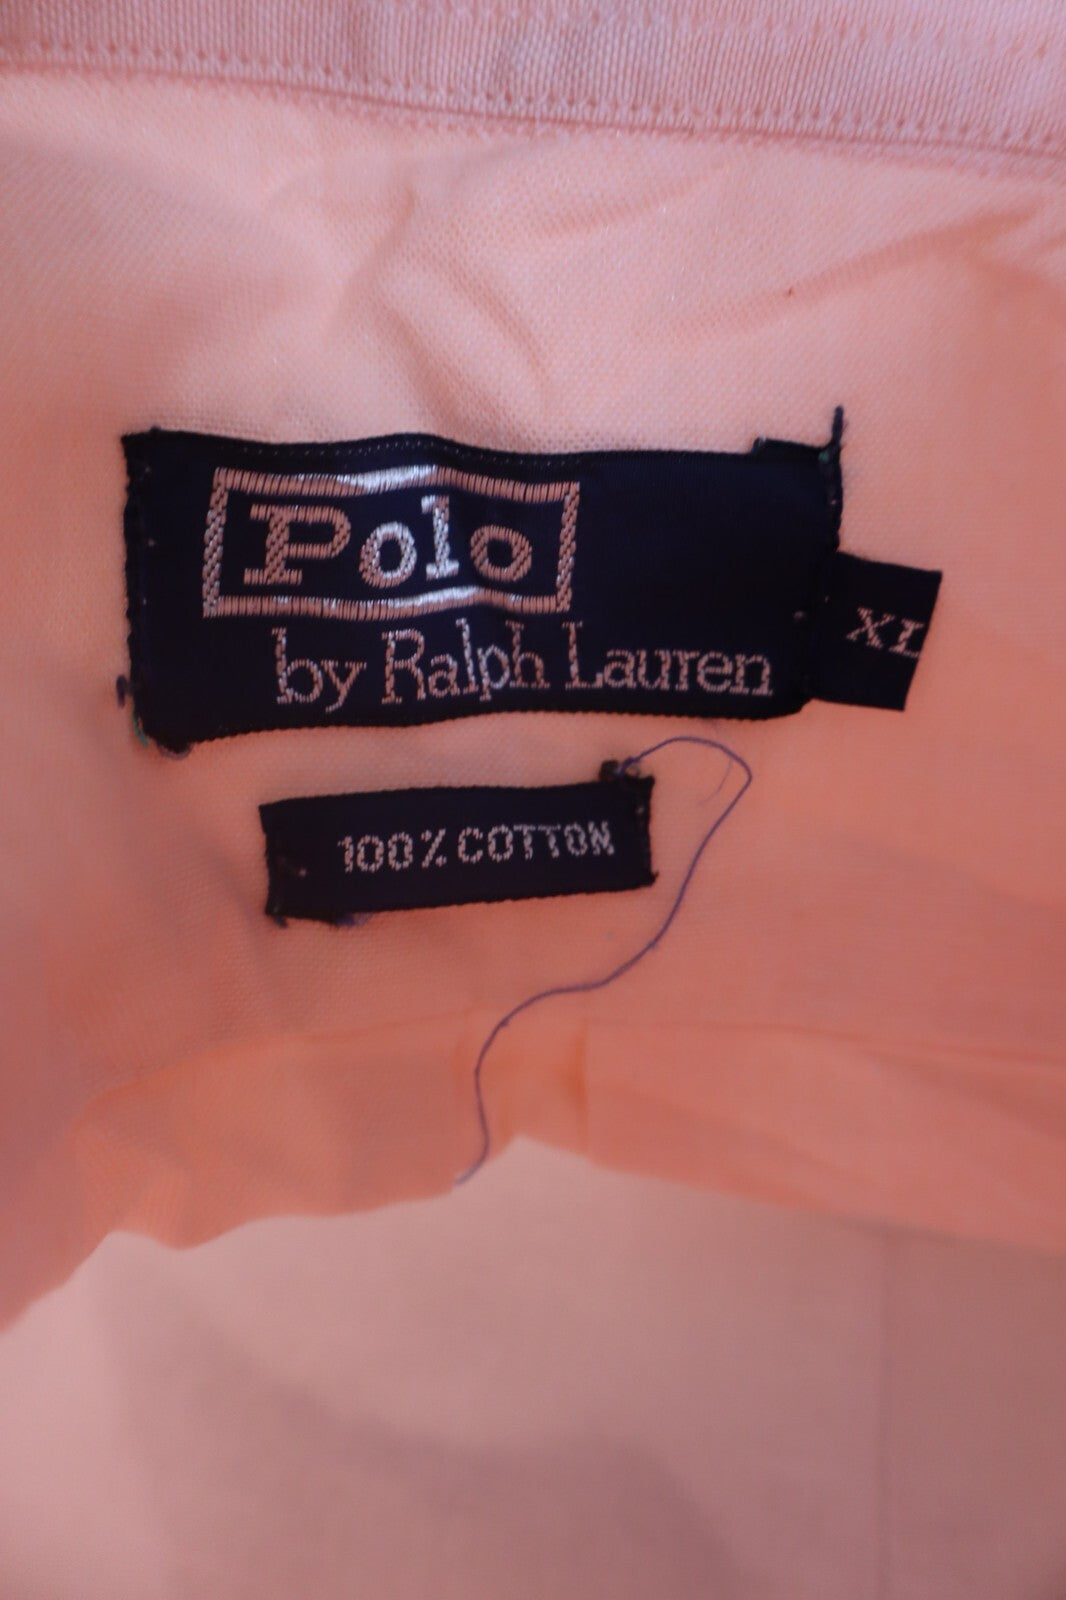 Polo
by Ralph Lauren
XL
100% COTTON